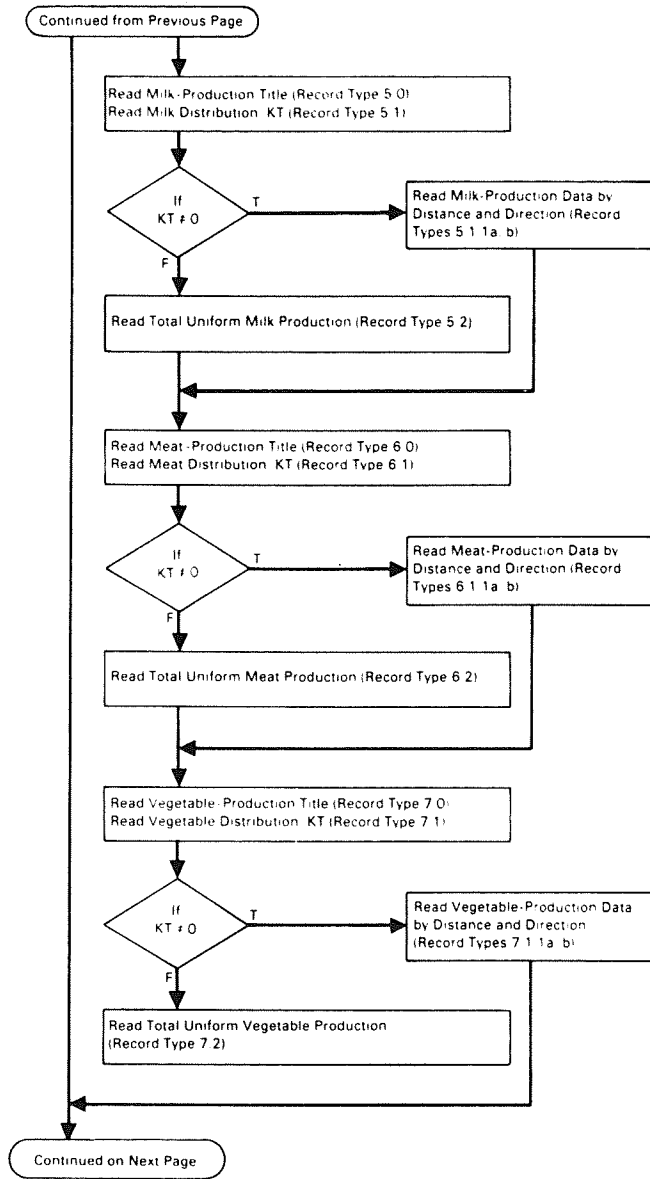 Continued from Previous Page
Read Milk-Production Title (Record Type 5 0)
Read Milk Distribution KT (Record Type 5 1)
If
KT ≠ 0
T
F
Read Milk-Production Data by
Distance and Direction (Record
Types 5 1 1a b)
Read Total Uniform Milk Production (Record Type 5 2)
Read Meat-Production Title (Record Type 6 0)
Read Meat Distribution KT (Record Type 6 1)
If
KT ≠ 0
T
F
Read Meat-Production Data by
Distance and Direction (Record
Types 6 1 1a b)
Read Total Uniform Meat Production (Record Type 6 2)
Read Vegetable-Production Title (Record Type 7 0)
Read Vegetable Distribution KT (Record Type 7 1)
If
KT ≠ 0
T
F
Read Vegetable-Production Data
by Distance and Direction
(Record Types 7 1 1a b)
Read Total Uniform Vegetable Production
(Record Type 7.2)
Continued on Next Page